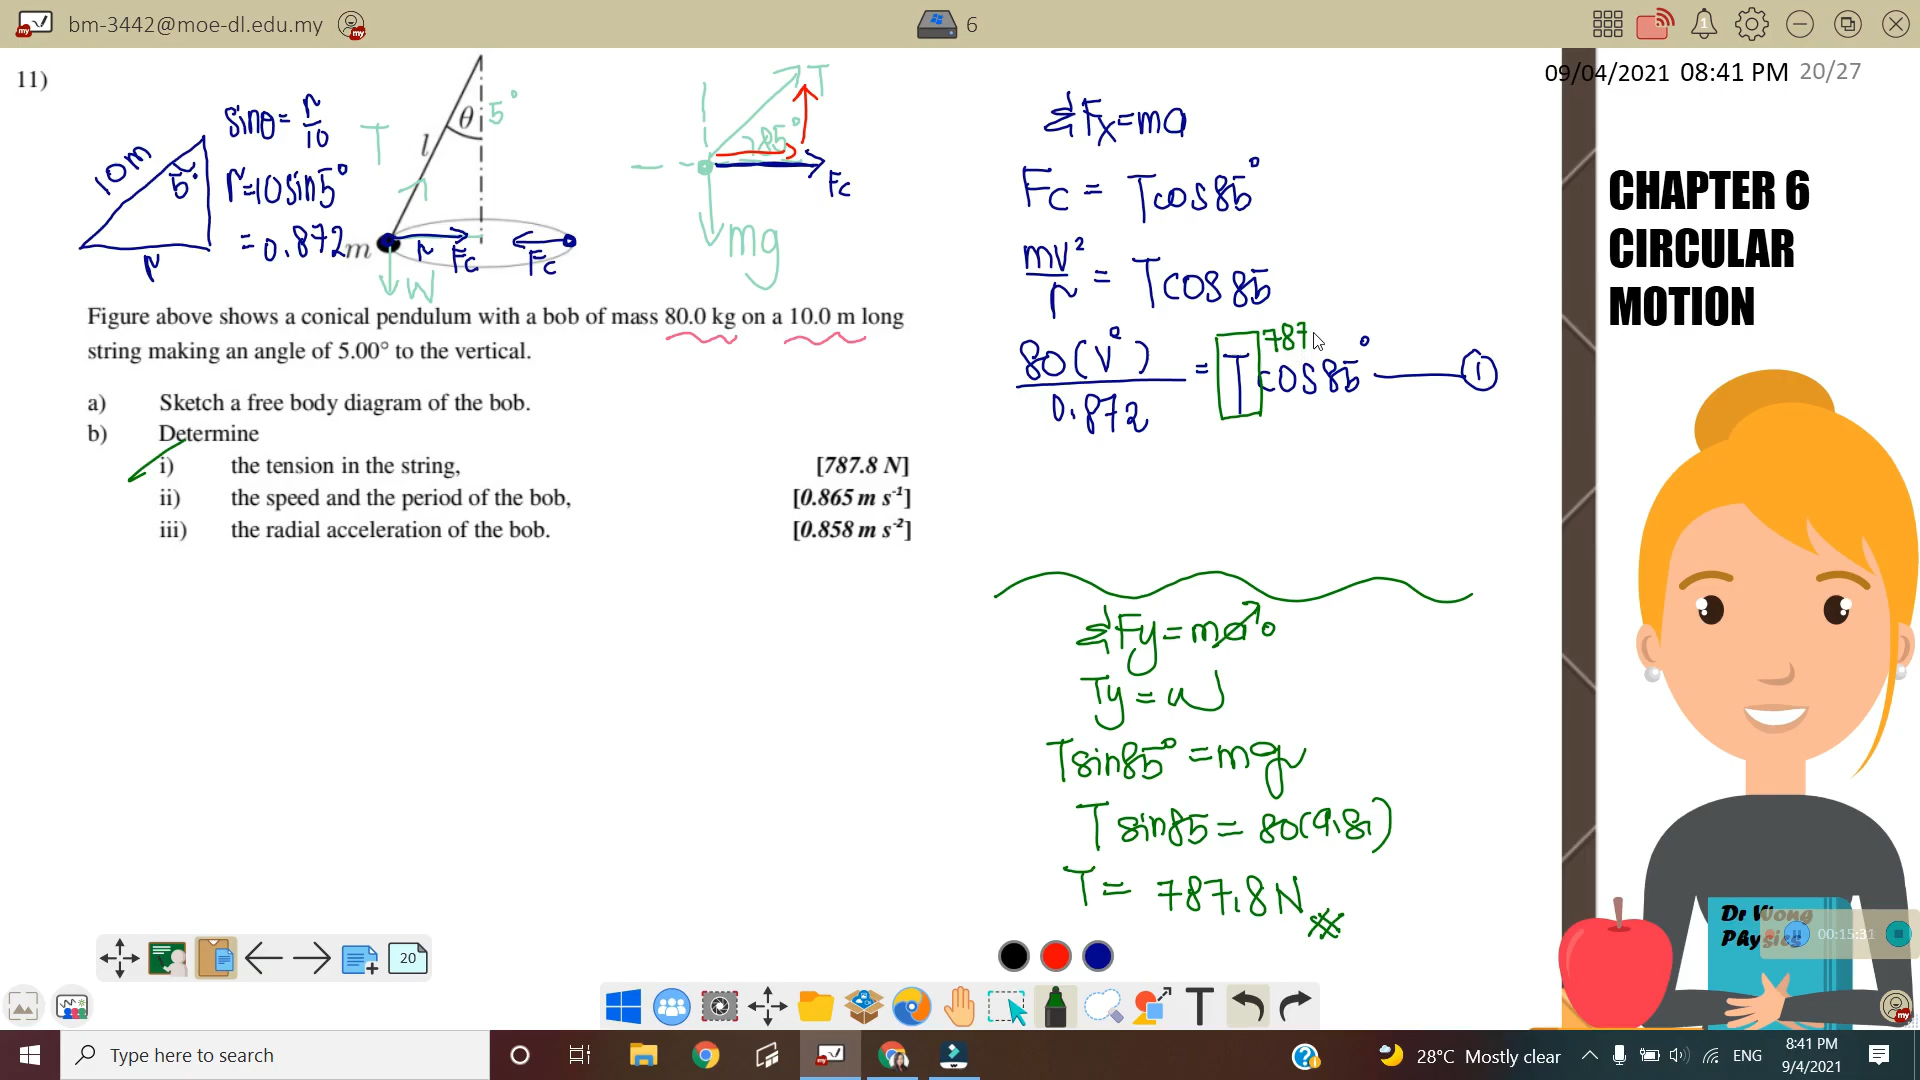 bm-3442@moe-dl.edu.my
6
1
09/04/2021 08:41 PM 20/27
11)
sinθ = r/10
r = 10sin5°
= 0.872
10m
5°
r
T
l
θ
5°
m
r
Fc
Fc
W
T
85°
Fc
mg
Figure above shows a conical pendulum with a bob of mass 80.0 kg on a 10.0 m long
string making an angle of 5.00° to the vertical.
a) Sketch a free body diagram of the bob.
b) Determine
i) the tension in the string, [787.8 N]
ii) the speed and the period of the bob, [0.865 m s⁻¹]
iii) the radial acceleration of the bob. [0.858 m s⁻²]
ΣFx = ma
Fc = Tcos85°
mv²/r = Tcos85
787
80(v²)/0.872 = Tcos85° ①
ΣFy = ma 0
Ty = W
Tsin85° = mg
Tsin85 = 80(9.81)
T = 787.8N
CHAPTER 6
CIRCULAR
MOTION
Dr Wong
Physics
00:15:31
20
T
Type here to search
28°C Mostly clear
ENG
8:41 PM
9/4/2021